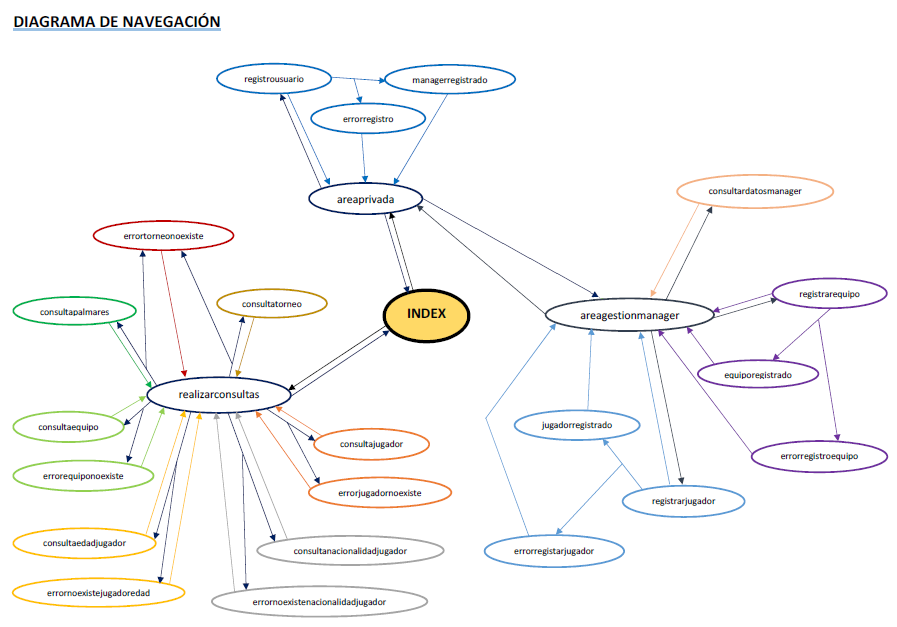 DIAGRAMA DE NAVEGACIÓN
registrousuario
managerregistrado
errorregistro
areaprivada
consultardatosmanager
errortorneonoexiste
consultapalmares
consultatorneo
INDEX
areagestionmanager
registrarequipo
equiporegistrado
realizarconsultas
consultaequipo
jugadorregistrado
consultajugador
errorregistroequipo
errorequiponoexiste
errorjugadornoexiste
registrarjugador
consultaedadjugador
consultanacionalidadjugador
errorregistarjugador
errornoexistejugadoredad
errornoexistenacionalidadjugador